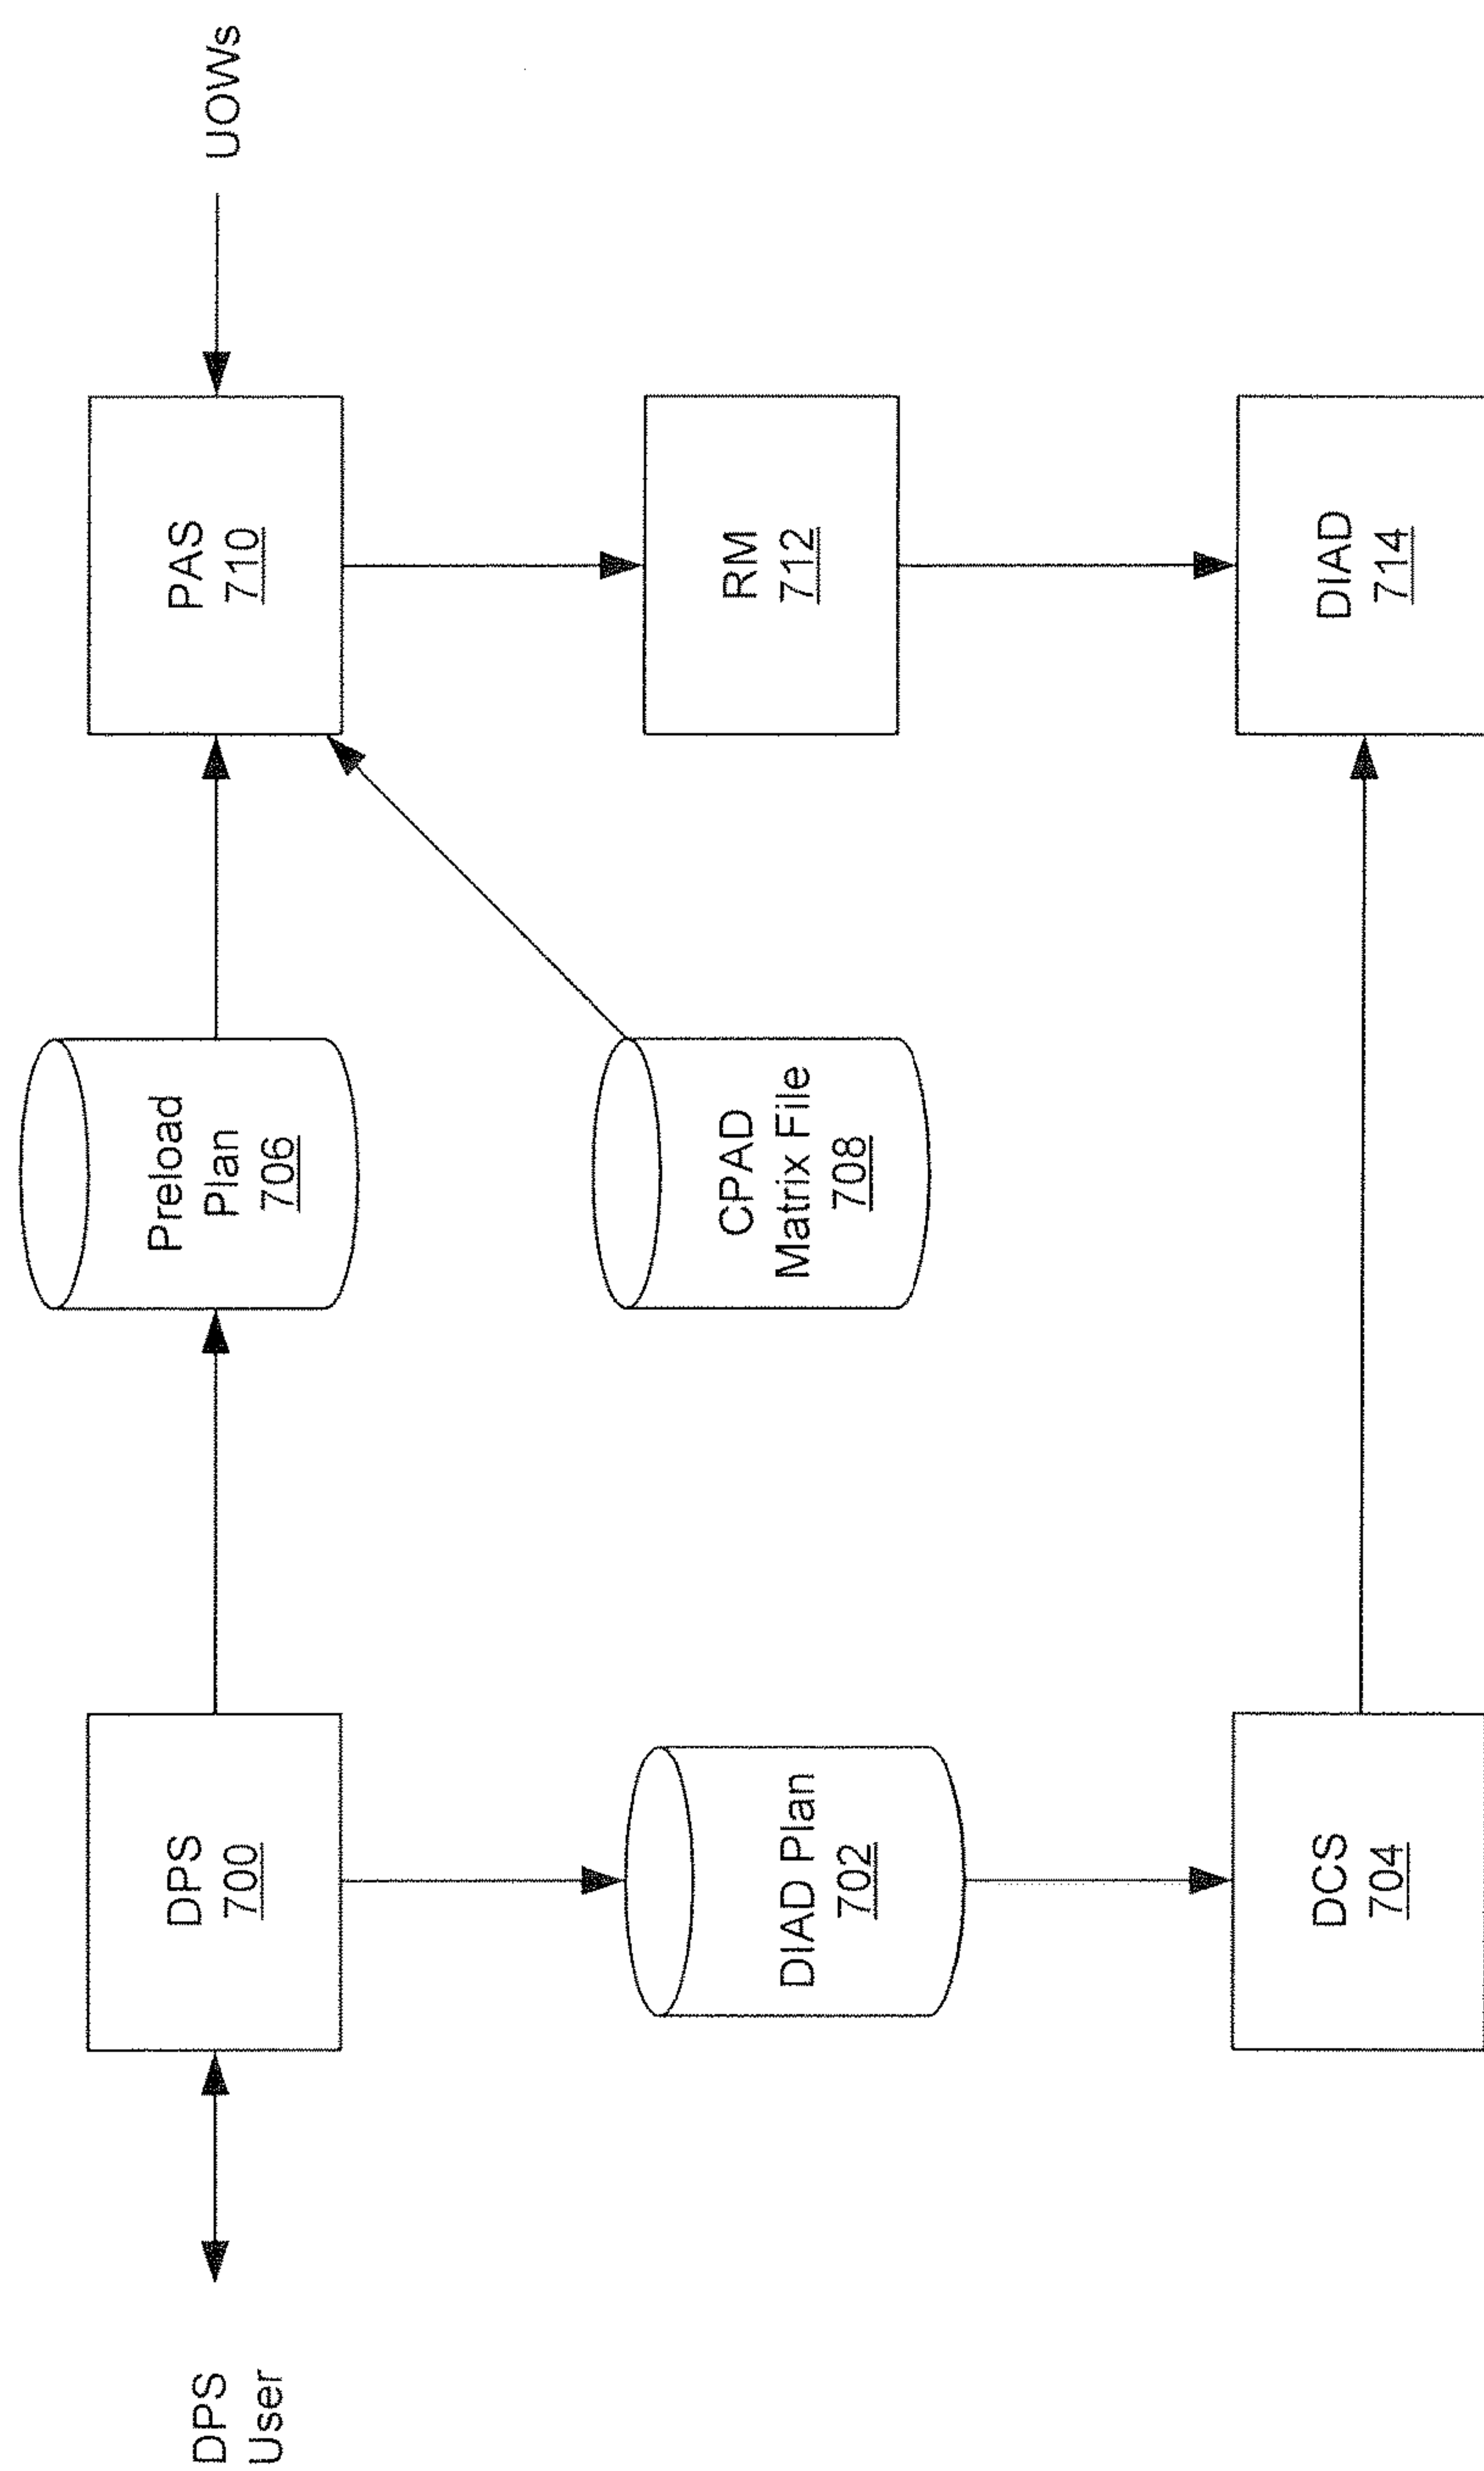 DPS
User
DPS
700
Preload
Plan
706
PAS
710
UOWs
DIAD Plan
702
CPAD
Matrix File
708
RM
712
DCS
704
DIAD
714